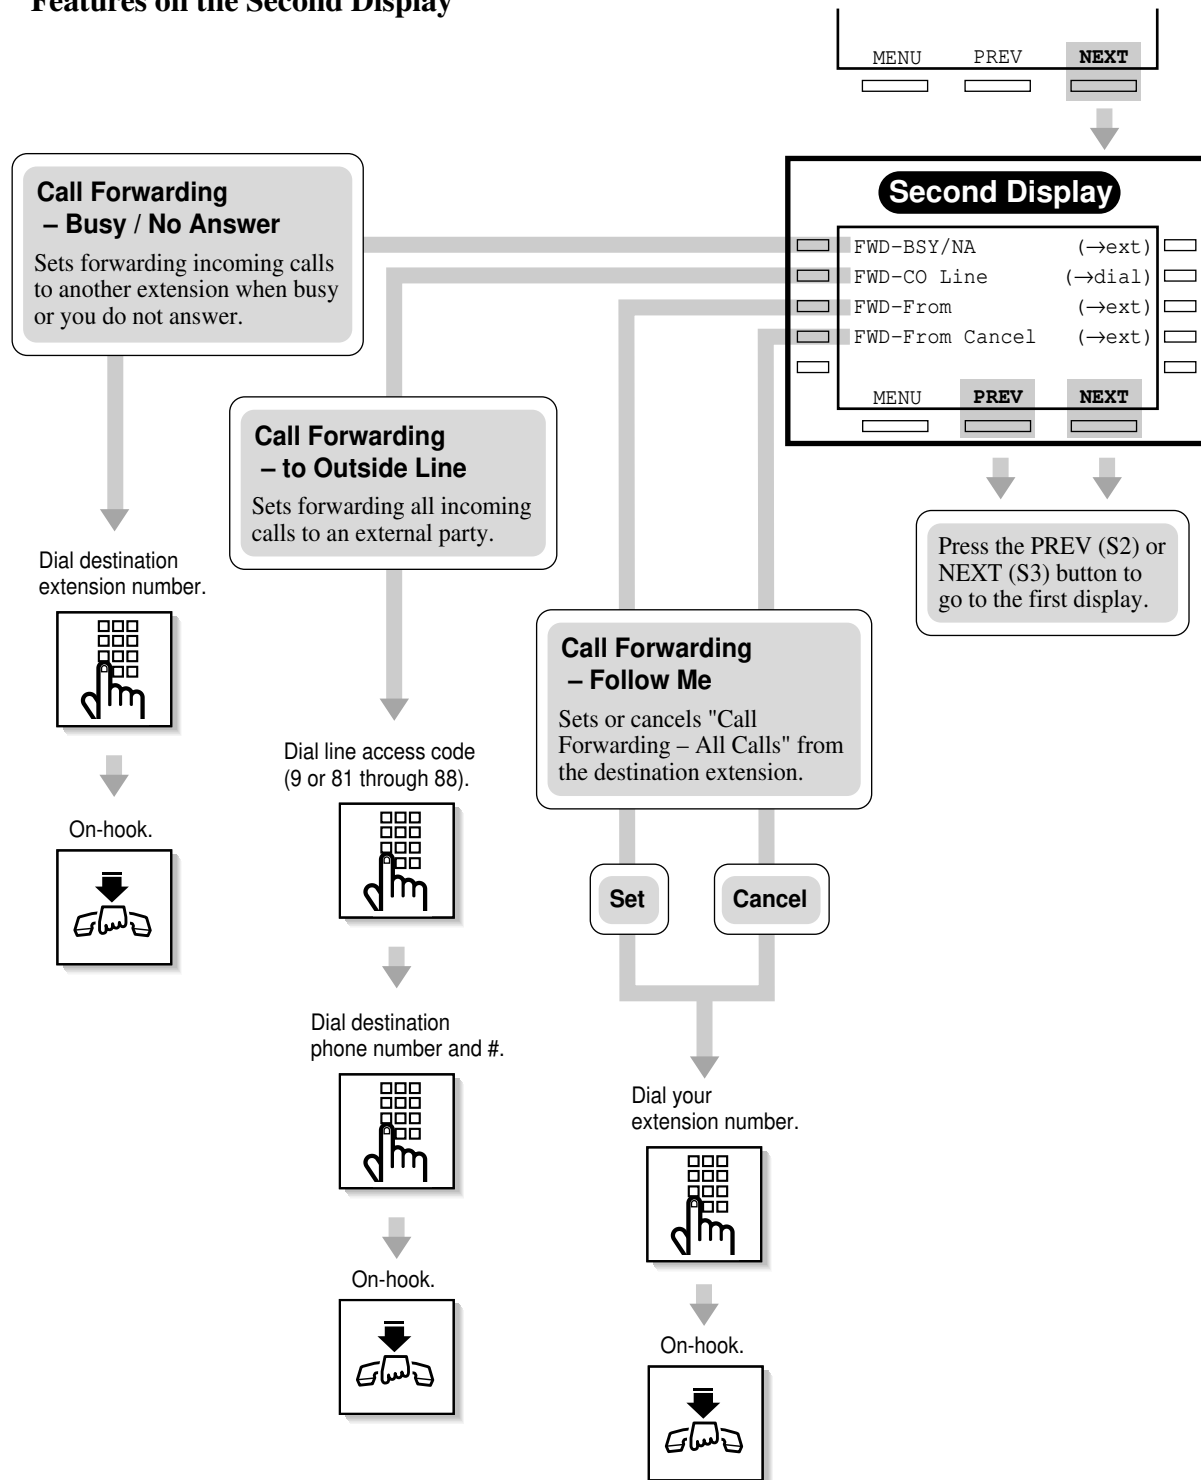 Features on the Second Display
MENU PREV NEXT
Call Forwarding
– Busy / No Answer
Sets forwarding incoming calls
to another extension when busy
or you do not answer.
Second Display
FWD-BSY/NA (→ext)
FWD-CO Line (→dial)
FWD-From (→ext)
FWD-From Cancel (→ext)
MENU PREV NEXT
Call Forwarding
– to Outside Line
Sets forwarding all incoming
calls to an external party.
Press the PREV (S2) or
NEXT (S3) button to
go to the first display.
Dial destination
extension number.
On-hook.
Dial line access code
(9 or 81 through 88).
Dial destination
phone number and #.
On-hook.
Call Forwarding
– Follow Me
Sets or cancels "Call
Forwarding – All Calls" from
the destination extension.
Set
Cancel
Dial your
extension number.
On-hook.